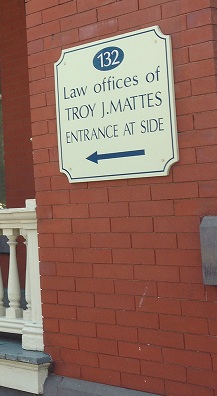 132
Law offices of
TROY J. MATTES
ENTRANCE AT SIDE